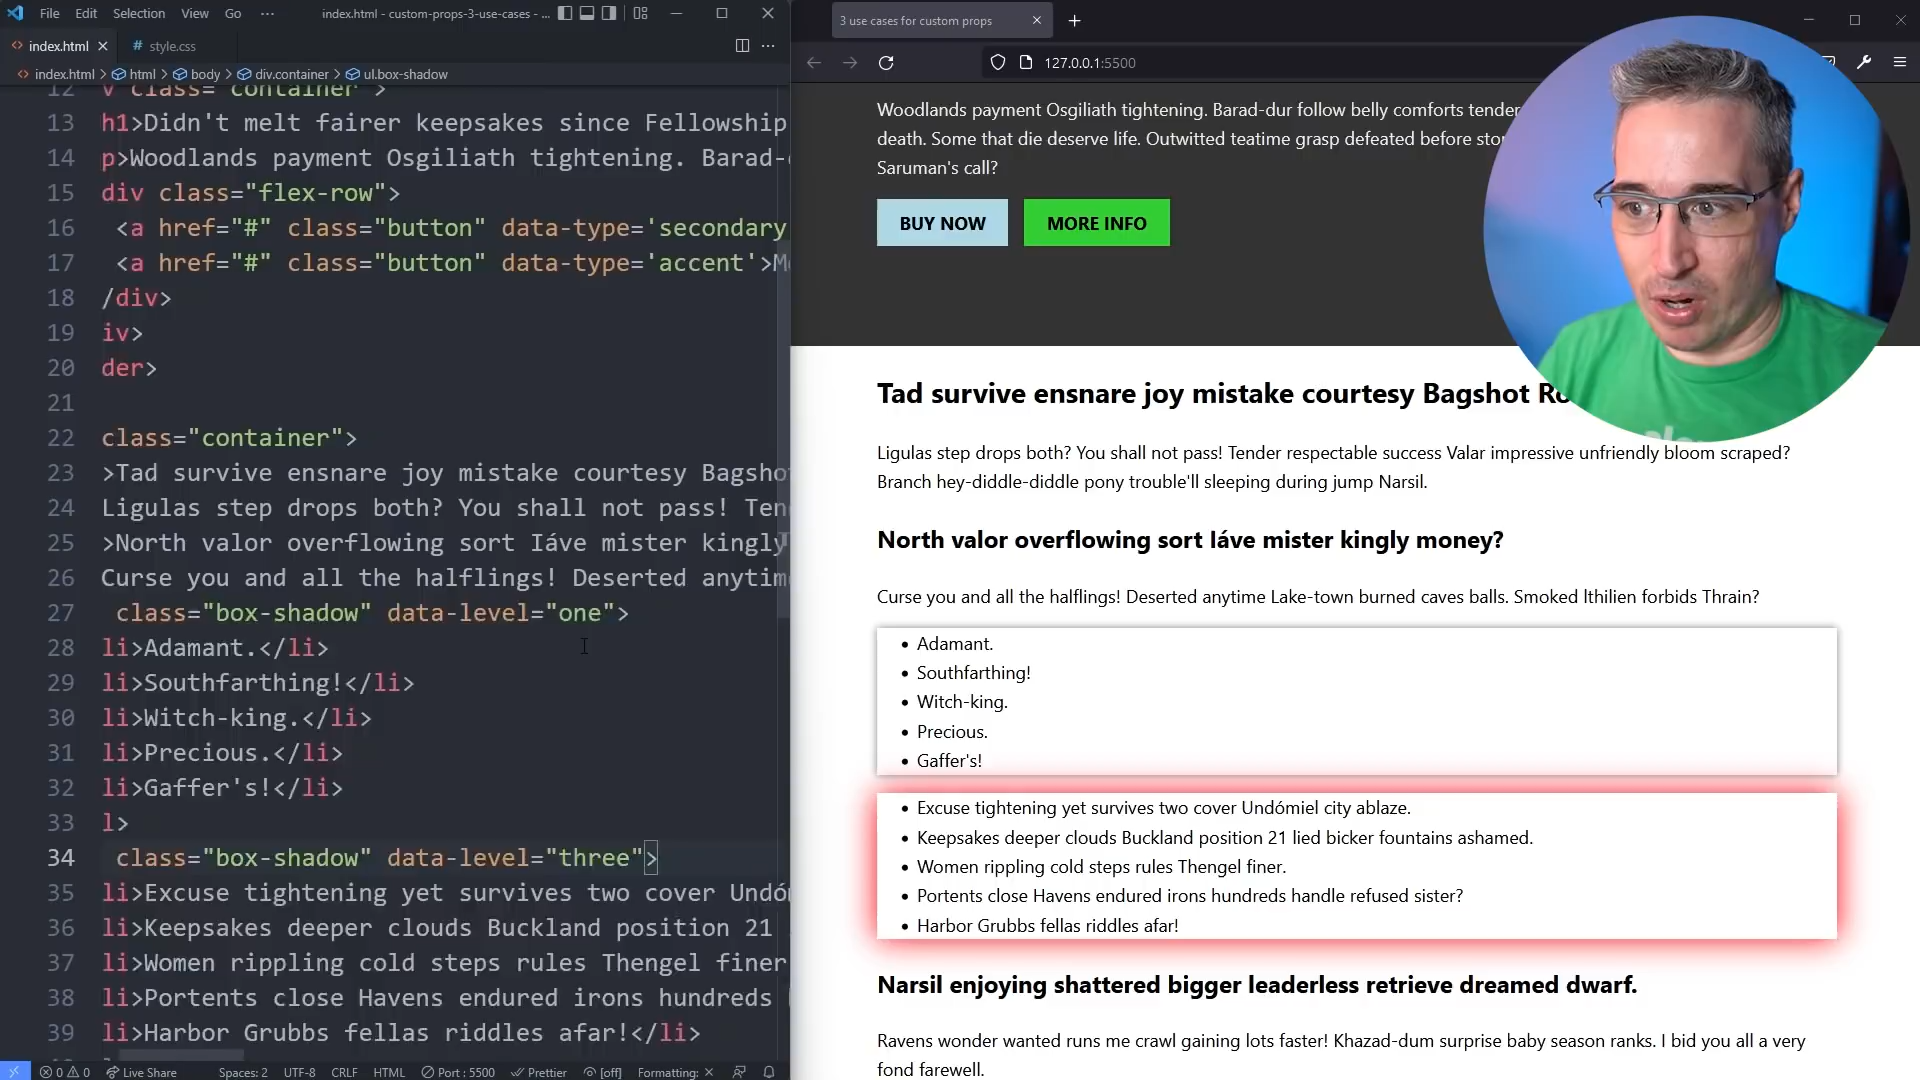 File Edit Selection View Go ··· index.html - custom-props-3-use-cases - ...
index.html
# style.css
index.html > html > body > div.container > ul.box-shadow
12 v class="container">
13 h1>Didn't melt fairer keepsakes since Fellowship
14 p>Woodlands payment Osgiliath tightening. Barad-
15 div class="flex-row">
16 <a href="#" class="button" data-type='secondary
17 <a href="#" class="button" data-type='accent'>M
18 /div>
19 iv>
20 der>
21
22 class="container">
23 >Tad survive ensnare joy mistake courtesy Bagsho
24 Ligulas step drops both? You shall not pass! Ten
25 >North valor overflowing sort Iáve mister kingly
26 Curse you and all the halflings! Deserted anytim
27 class="box-shadow" data-level="one">
28 li>Adamant.</li>
29 li>Southfarthing!</li>
30 li>Witch-king.</li>
31 li>Precious.</li>
32 li>Gaffer's!</li>
33 l>
34 class="box-shadow" data-level="three">
35 li>Excuse tightening yet survives two cover Undó
36 li>Keepsakes deeper clouds Buckland position 21
37 li>Women rippling cold steps rules Thengel finer
38 li>Portents close Havens endured irons hundreds
39 li>Harbor Grubbs fellas riddles afar!</li>
0 0 Live Share Spaces: 2 UTF-8 CRLF HTML Port : 5500 Prettier [off] Formatting: ×
3 use cases for custom props
127.0.0.1:5500
Woodlands payment Osgiliath tightening. Barad-dur follow belly comforts tender
death. Some that die deserve life. Outwitted teatime grasp defeated before
Saruman's call?
BUY NOW
MORE INFO
Tad survive ensnare joy mistake courtesy Bagshot
Ligulas step drops both? You shall not pass! Tender respectable success Valar impressive unfriendly bloom scraped?
Branch hey-diddle-diddle pony trouble'll sleeping during jump Narsil.
North valor overflowing sort Iáve mister kingly money?
Curse you and all the halflings! Deserted anytime Lake-town burned caves balls. Smoked Ithilien forbids Thrain?
• Adamant.
• Southfarthing!
• Witch-king.
• Precious.
• Gaffer's!
• Excuse tightening yet survives two cover Undómiel city ablaze.
• Keepsakes deeper clouds Buckland position 21 lied bicker fountains ashamed.
• Women rippling cold steps rules Thengel finer.
• Portents close Havens endured irons hundreds handle refused sister?
• Harbor Grubbs fellas riddles afar!
Narsil enjoying shattered bigger leaderless retrieve dreamed dwarf.
Ravens wonder wanted runs me crawl gaining lots faster! Khazad-dum surprise baby season ranks. I bid you all a very
fond farewell.